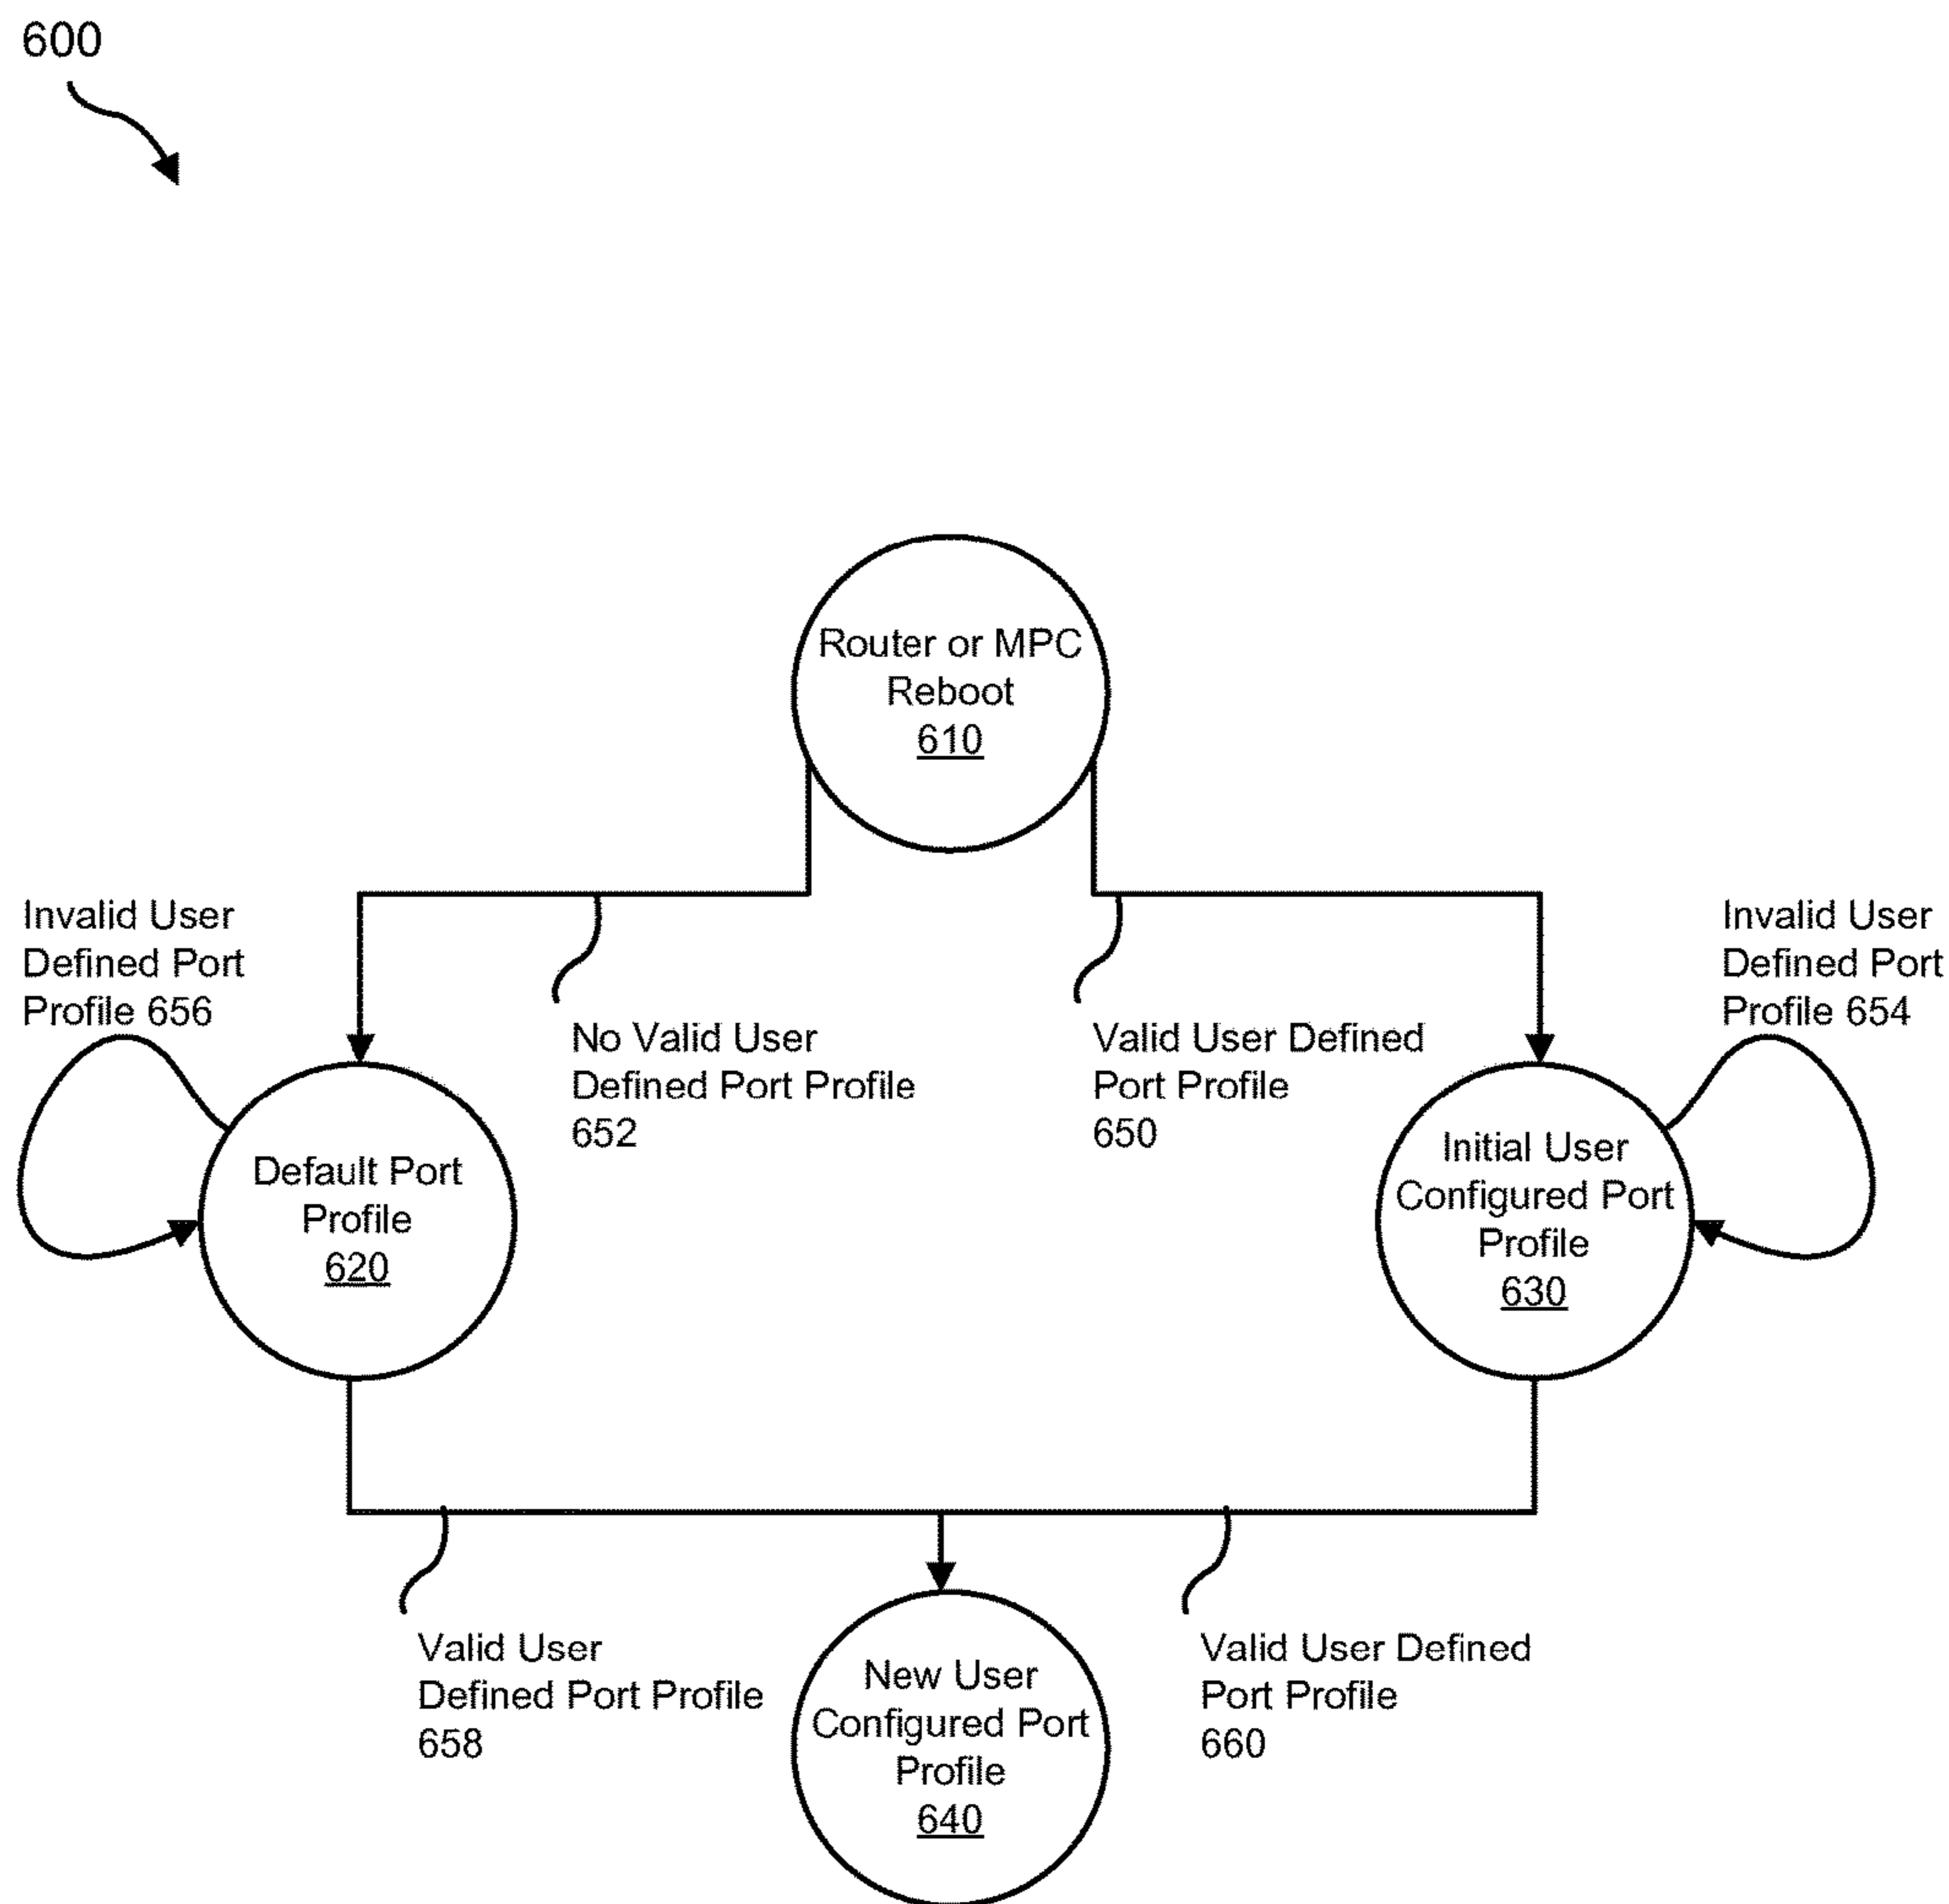 600
Router or MPC
Reboot
610
Invalid User
Defined Port
Profile 656
Invalid User
Defined Port
Profile 654
No Valid User
Defined Port Profile
652
Valid User Defined
Port Profile
650
Default Port
Profile
620
Initial User
Configured Port
Profile
630
Valid User
Defined Port Profile
658
New User
Configured Port
Profile
640
Valid User Defined
Port Profile
660